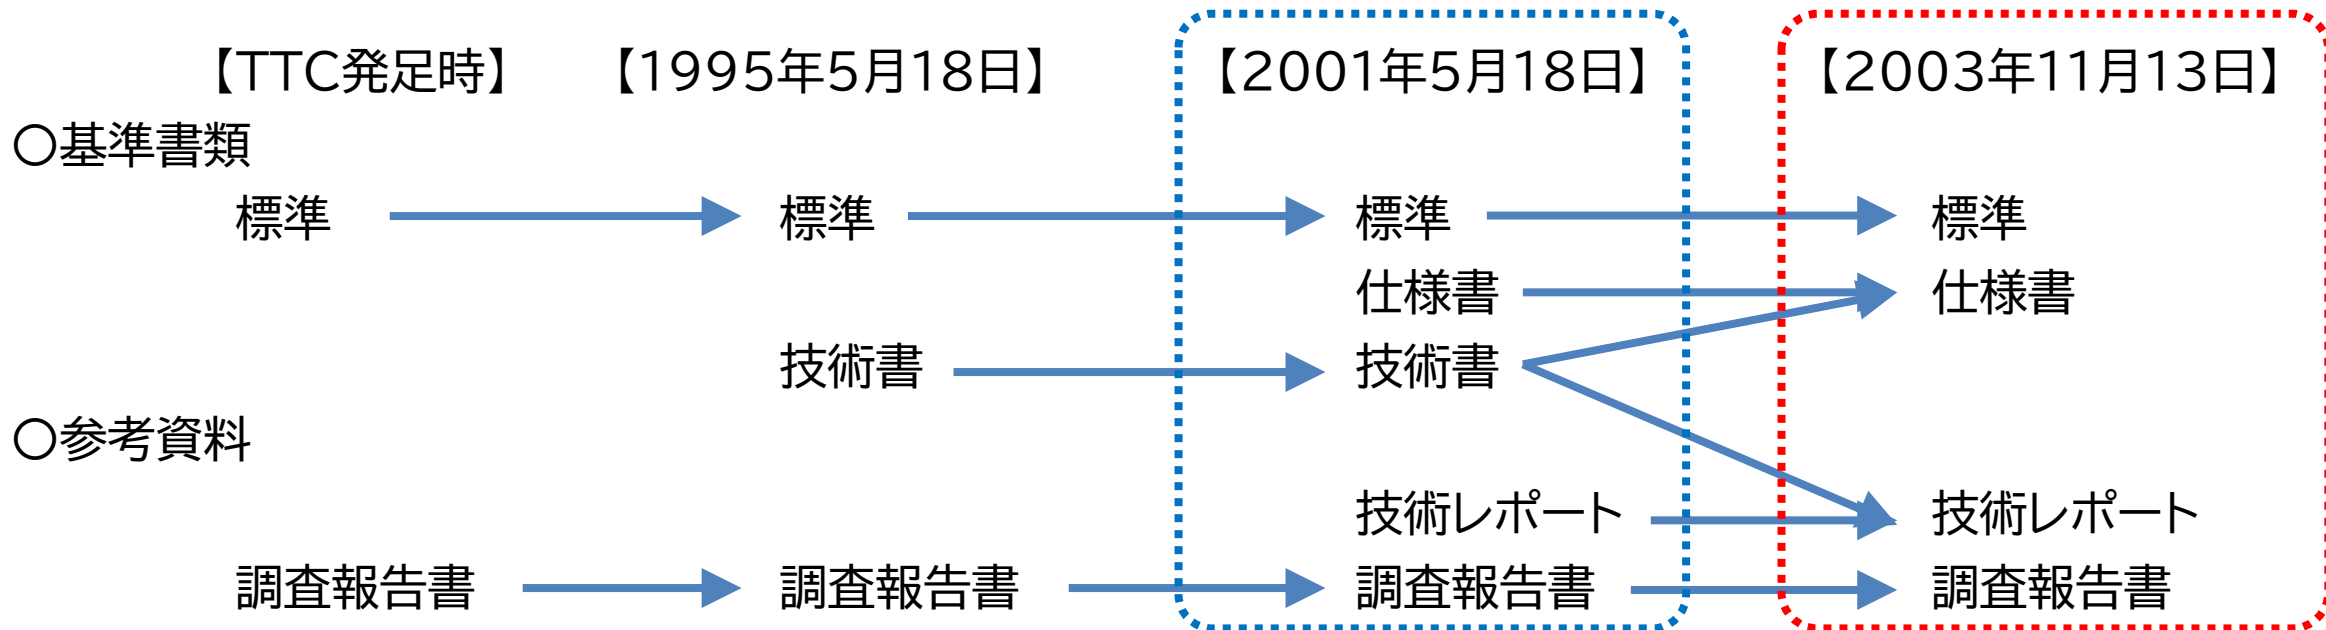 【TTC発足時】 【1995年5月18日】 【2001年5月18日】 【2003年11月13日】
〇基準書類
標準 標準 標準 標準
仕様書 仕様書
技術書 技術書
〇参考資料
技術レポート 技術レポート
調査報告書 調査報告書 調査報告書 調査報告書